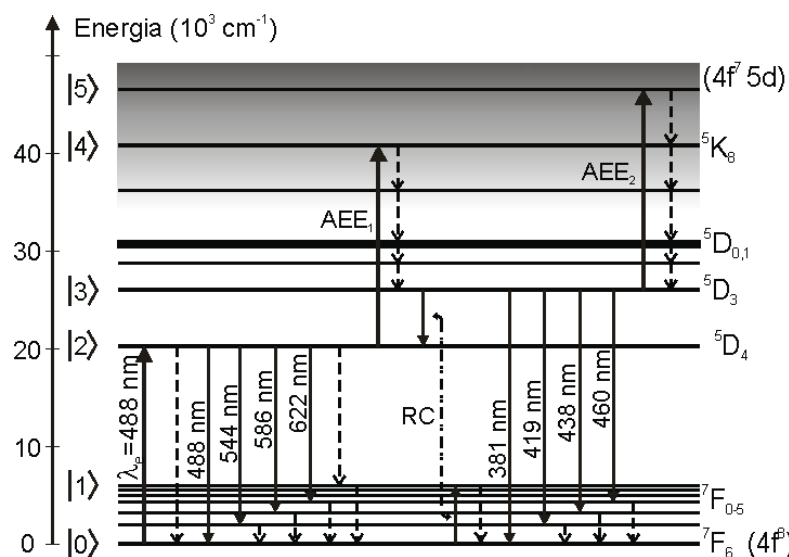 Energia (10³ cm⁻¹)
|5⟩
(4f⁷ 5d)
|4⟩
⁵K₈
40
AEE₂
AEE₁
⁵D₀,₁
30
|3⟩
⁵D₃
20
|2⟩
⁵D₄
λₑ=488 nm
488 nm
544 nm
586 nm
622 nm
RC
381 nm
419 nm
438 nm
460 nm
10
|1⟩
⁷F₀₋₅
0
|0⟩
⁷F₆ (4f⁸)